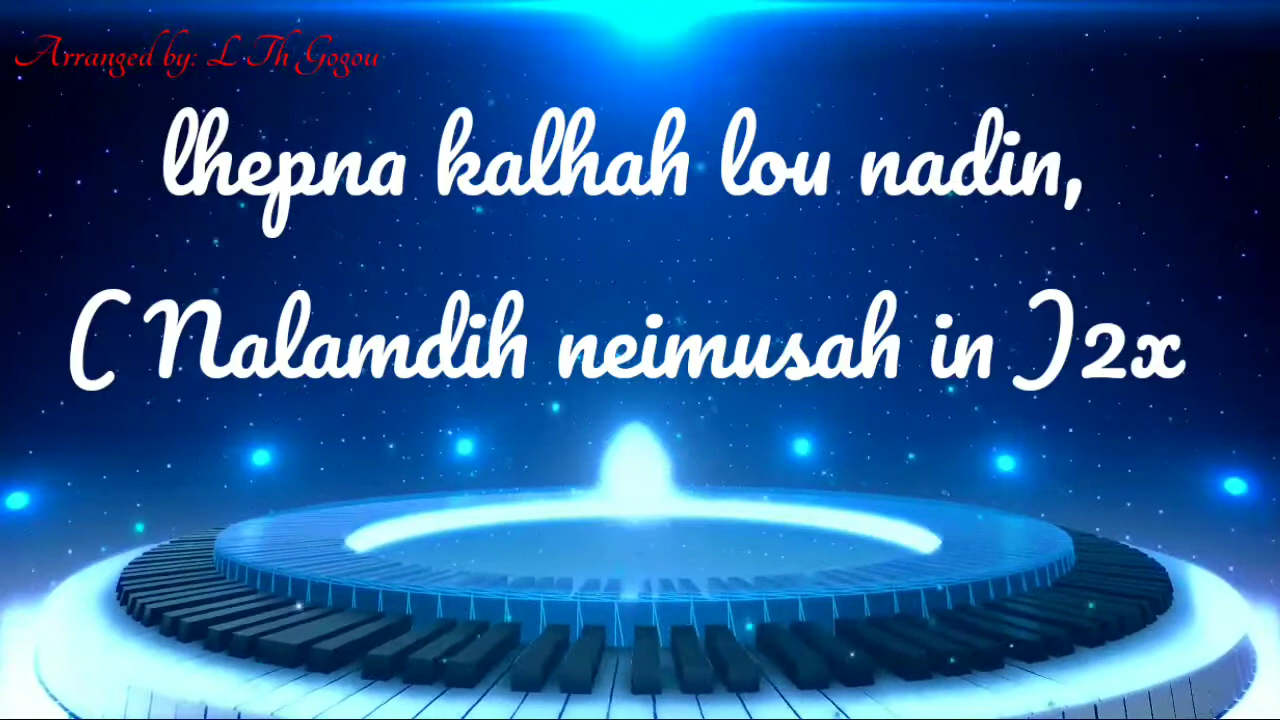 Arranged by: L Th Gogou
lhepna kalhah lou nadin,
( Nalamdih neimusah in )2x